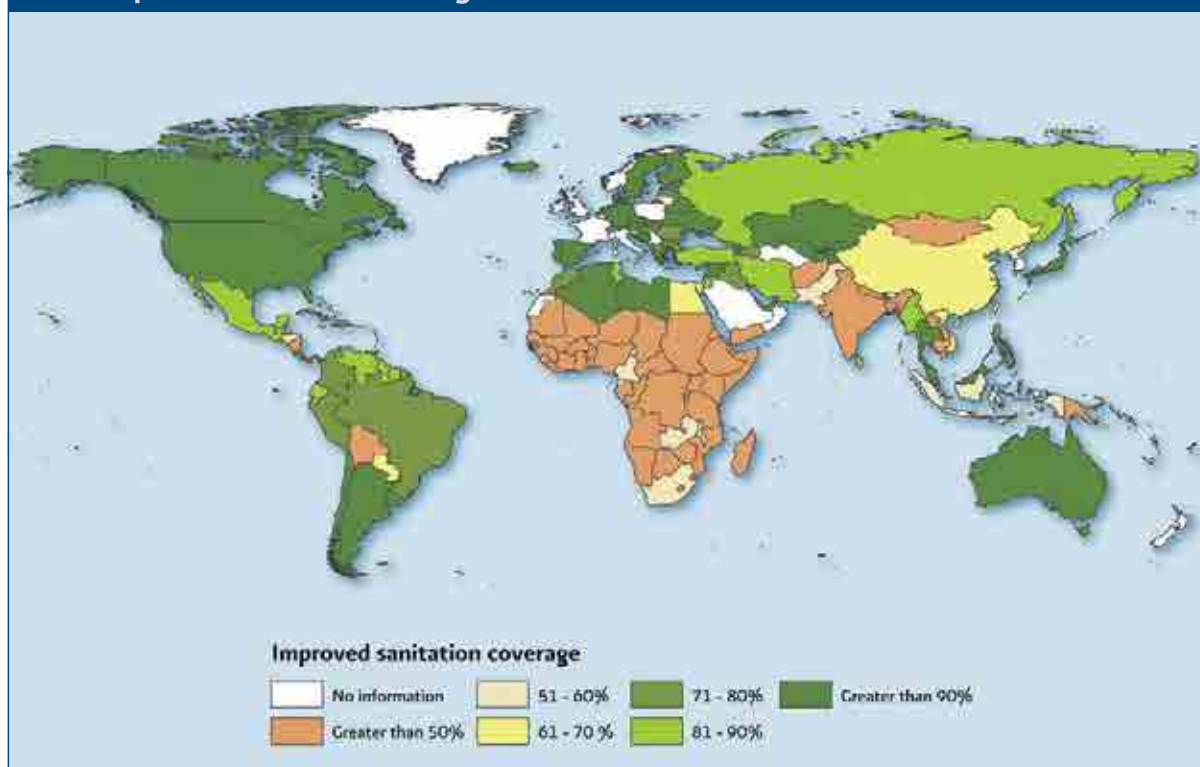 Improved sanitation coverage
No information
51 - 60%
71 - 80%
Greater than 90%
Greater than 50%
61 - 70 %
81 - 90%